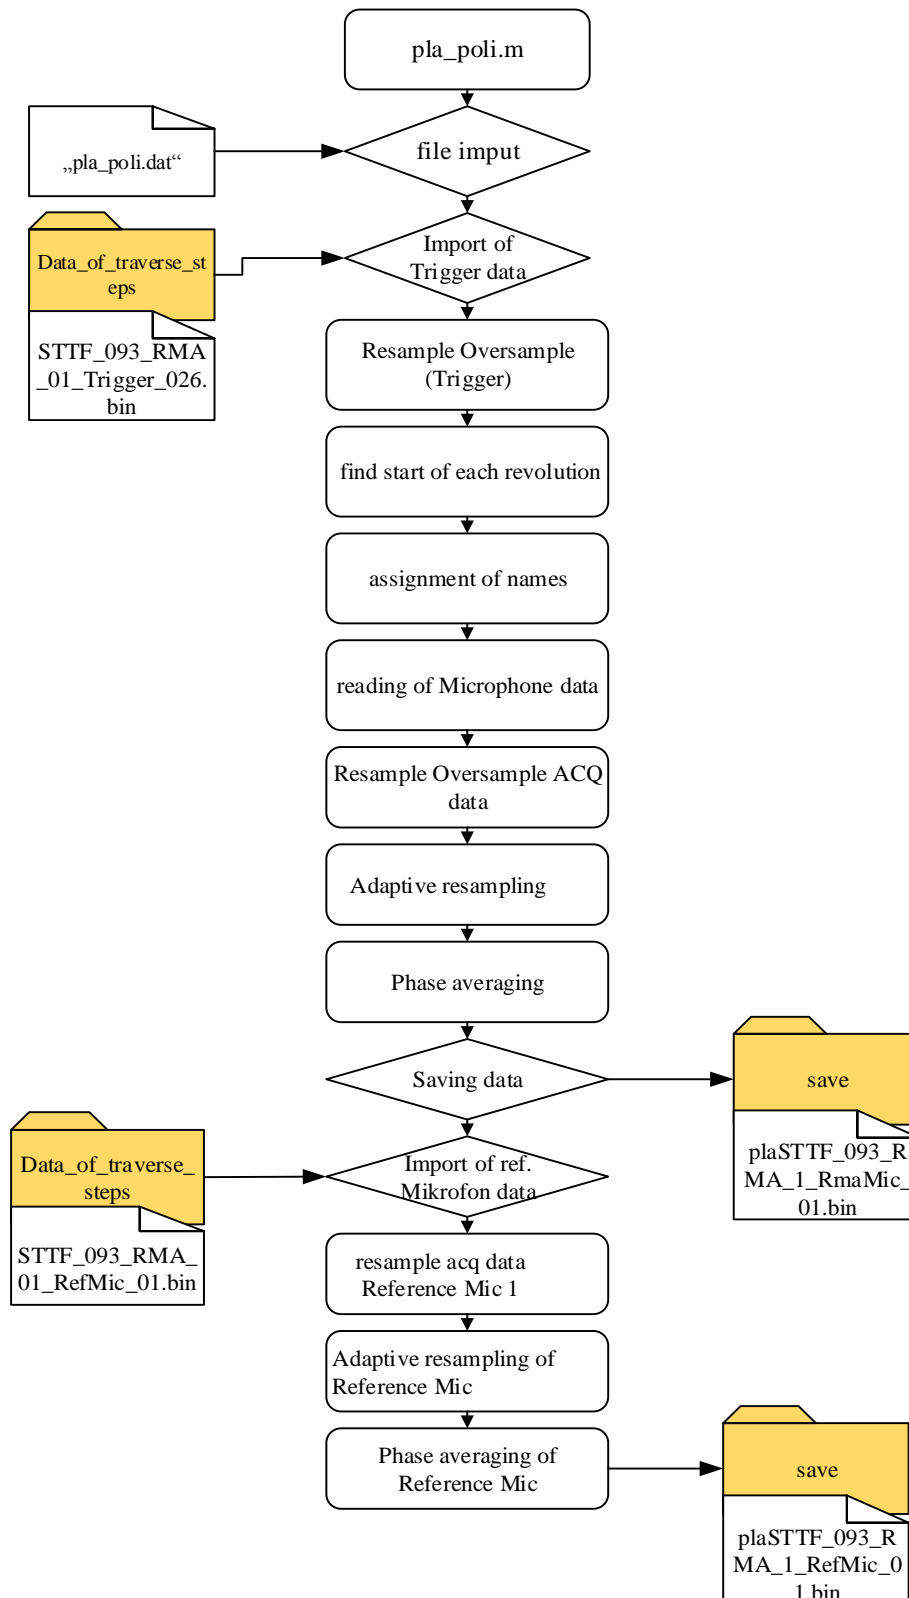 pla_poli.m
file imput
„pla_poli.dat“
Import of
Trigger data
Data_of_traverse_st
eps
STTF_093_RMA
_01_Trigger_026.
bin
Resample Oversample
(Trigger)
find start of each revolution
assignment of names
reading of Microphone data
Resample Oversample ACQ
data
Adaptive resampling
Phase averaging
Saving data
save
plaSTTF_093_R
MA_1_RmaMic_
01.bin
Import of ref.
Mikrofon data
Data_of_traverse_
steps
STTF_093_RMA_
01_RefMic_01.bin
resample acq data
Reference Mic 1
Adaptive resampling of
Reference Mic
Phase averaging of
Reference Mic
save
plaSTTF_093_R
MA_1_RefMic_0
1.bin